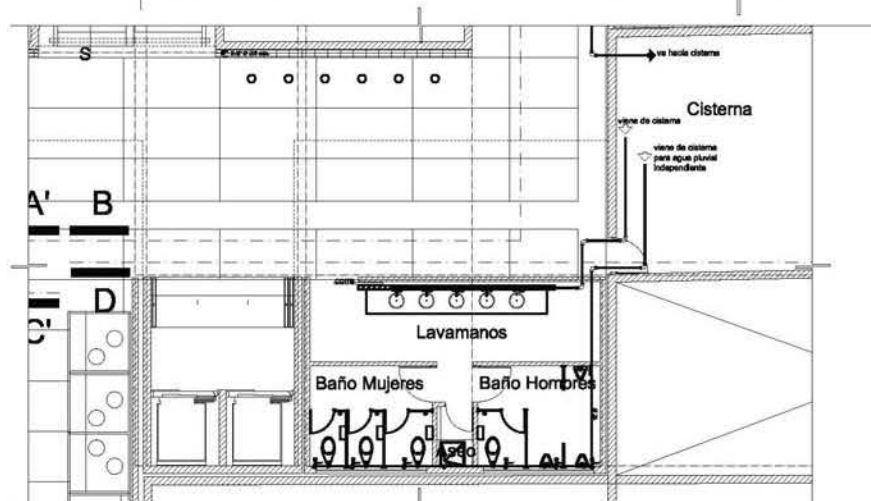 S
va hacia cisterna
Cisterna
viene de cisterna
viene de cisterna
para agua pluvial
independiente
A'
B
D
C'
Lavamanos
Baño Mujeres
Baño Hombres
Aseo